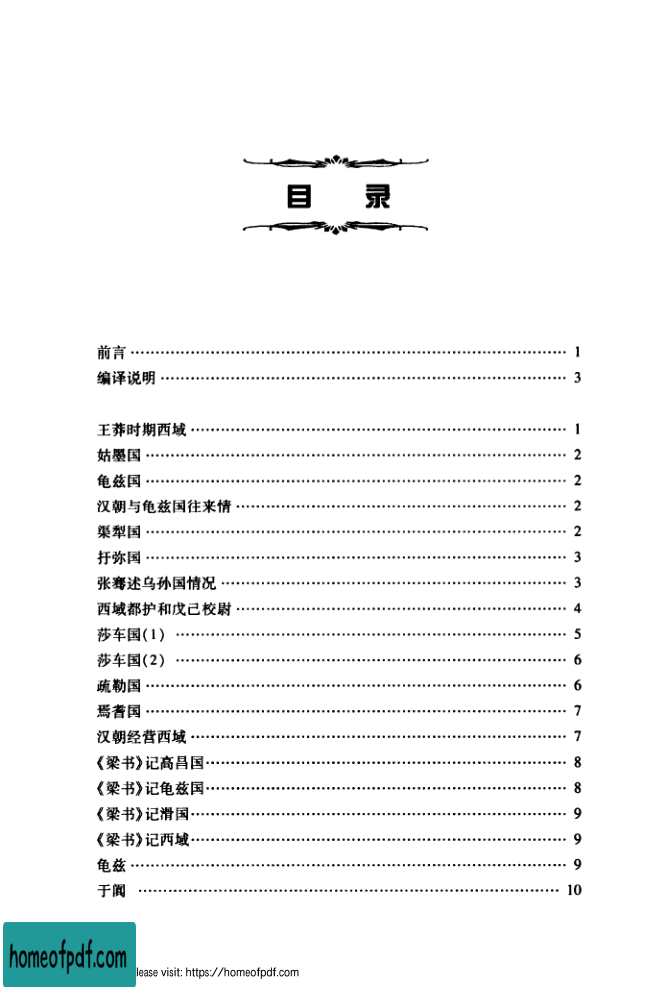 目 录
前言 ………………………………………… 1
编译说明 ………………………………………… 3
王莽时期西域 ………………………………………… 1
姑墨国 ………………………………………… 2
龟兹国 ………………………………………… 2
汉朝与龟兹国往来情 ………………………………………… 2
渠犁国 ………………………………………… 2
扜弥国 ………………………………………… 3
张骞述乌孙国情况 ………………………………………… 3
西域都护和戊己校尉 ………………………………………… 4
莎车国(1) ………………………………………… 5
莎车国(2) ………………………………………… 6
疏勒国 ………………………………………… 6
焉耆国 ………………………………………… 7
汉朝经营西域 ………………………………………… 7
《梁书》记高昌国 ………………………………………… 8
《梁书》记龟兹国 ………………………………………… 8
《梁书》记滑国 ………………………………………… 9
《梁书》记西域 ………………………………………… 9
龟兹 ………………………………………… 9
于阗 ………………………………………… 10
homeofpdf.com
lease visit: https://homeofpdf.com